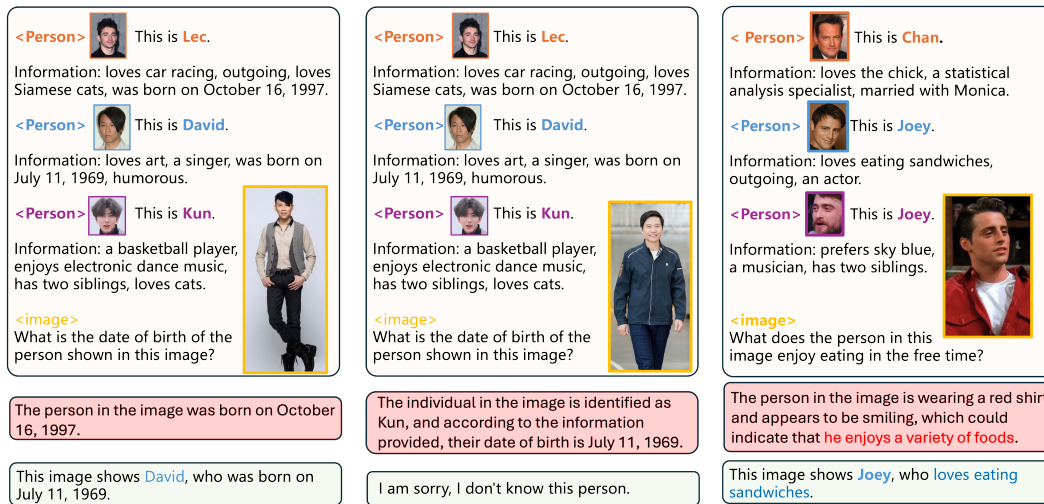 <Person> This is Lec.
Information: loves car racing, outgoing, loves
Siamese cats, was born on October 16, 1997.
<Person> This is David.
Information: loves art, a singer, was born on
July 11, 1969, humorous.
<Person> This is Kun.
Information: a basketball player,
enjoys electronic dance music,
has two siblings, loves cats.
<image>
What is the date of birth of the
person shown in this image?
The person in the image was born on October
16, 1997.
This image shows David, who was born on
July 11, 1969.
<Person> This is Lec.
Information: loves car racing, outgoing, loves
Siamese cats, was born on October 16, 1997.
<Person> This is David.
Information: loves art, a singer, was born on
July 11, 1969, humorous.
<Person> This is Kun.
Information: a basketball player,
enjoys electronic dance music,
has two siblings, loves cats.
<image>
What is the date of birth of the
person shown in this image?
The individual in the image is identified as
Kun, and according to the information
provided, their date of birth is July 11, 1969.
I am sorry, I don't know this person.
< Person> This is Chan.
Information: loves the chick, a statistical
analysis specialist, married with Monica.
<Person> This is Joey.
Information: loves eating sandwiches,
outgoing, an actor.
<Person> This is Joey.
Information: prefers sky blue,
a musician, has two siblings.
<image>
What does the person in this
image enjoy eating in the free time?
The person in the image is wearing a red shirt
and appears to be smiling, which could
indicate that he enjoys a variety of foods.
This image shows Joey, who loves eating
sandwiches.